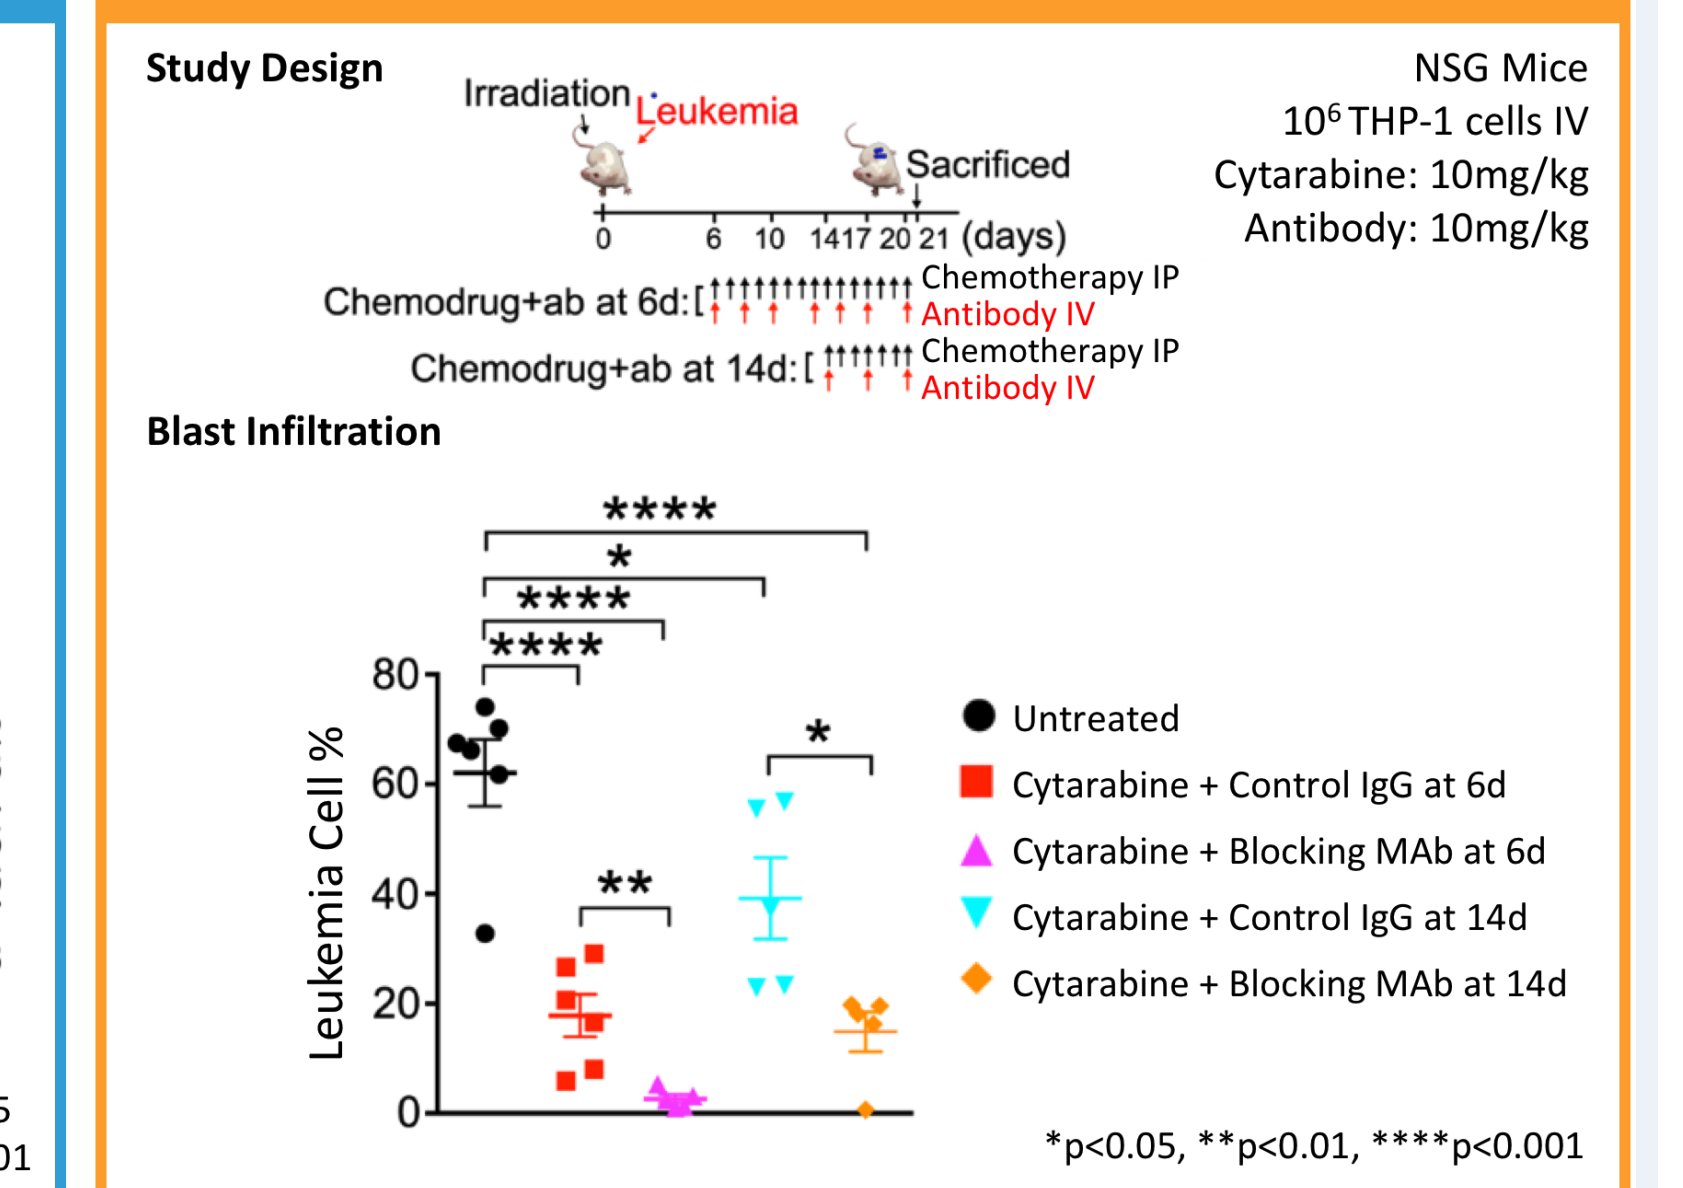 Study Design
Irradiation
Leukemia
Sacrificed
0 6 10 14 17 20 21 (days)
NSG Mice
10⁶ THP-1 cells IV
Cytarabine: 10mg/kg
Antibody: 10mg/kg
Chemodrug+ab at 6d:[
Chemotherapy IP
Antibody IV
Chemodrug+ab at 14d:[
Chemotherapy IP
Antibody IV
Blast Infiltration
****
*
****
****
*
**
Leukemia Cell %
80
60
40
20
0
Untreated
Cytarabine + Control IgG at 6d
Cytarabine + Blocking MAb at 6d
Cytarabine + Control IgG at 14d
Cytarabine + Blocking MAb at 14d
*p<0.05, **p<0.01, ****p<0.001
5
01